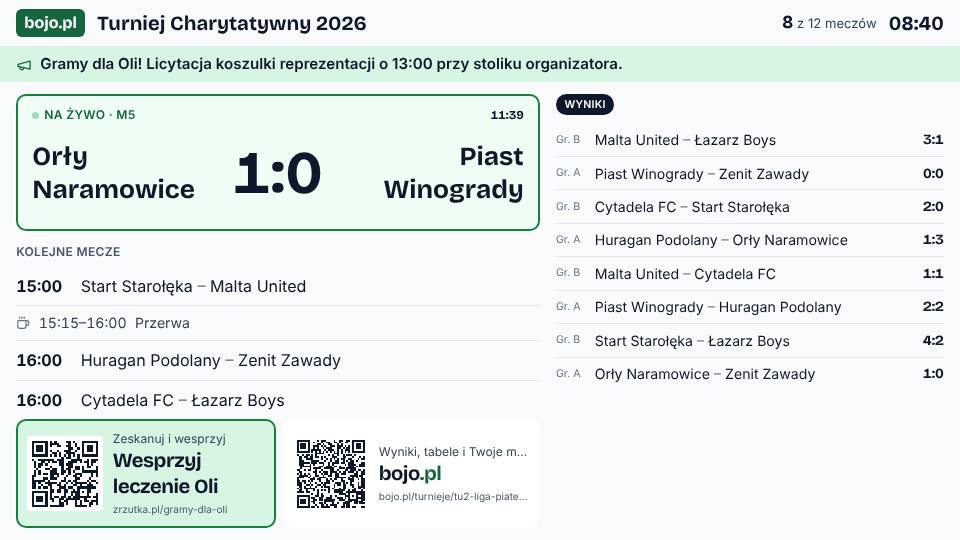 bojo.pl Turniej Charytatywny 2026 8 z 12 meczów 08:40
Gramy dla Oli! Licytacja koszulki reprezentacji o 13:00 przy stoliku organizatora.
NA ŻYWO · M5 11:39
Orły Naramowice 1:0 Piast Winogrady
KOLEJNE MECZE
15:00 Start Starołęka – Malta United
15:15–16:00 Przerwa
16:00 Huragan Podolany – Zenit Zawady
16:00 Cytadela FC – Łazarz Boys
Zeskanuj i wesprzyj
Wesprzyj
leczenie Oli
zrzutka.pl/gramy-dla-oli
Wyniki, tabele i Twoje m...
bojo.pl
bojo.pl/turnieje/tu2-liga-piate...
WYNIKI
Gr. B Malta United – Łazarz Boys 3:1
Gr. A Piast Winogrady – Zenit Zawady 0:0
Gr. B Cytadela FC – Start Starołęka 2:0
Gr. A Huragan Podolany – Orły Naramowice 1:3
Gr. B Malta United – Cytadela FC 1:1
Gr. A Piast Winogrady – Huragan Podolany 2:2
Gr. B Start Starołęka – Łazarz Boys 4:2
Gr. A Orły Naramowice – Zenit Zawady 1:0